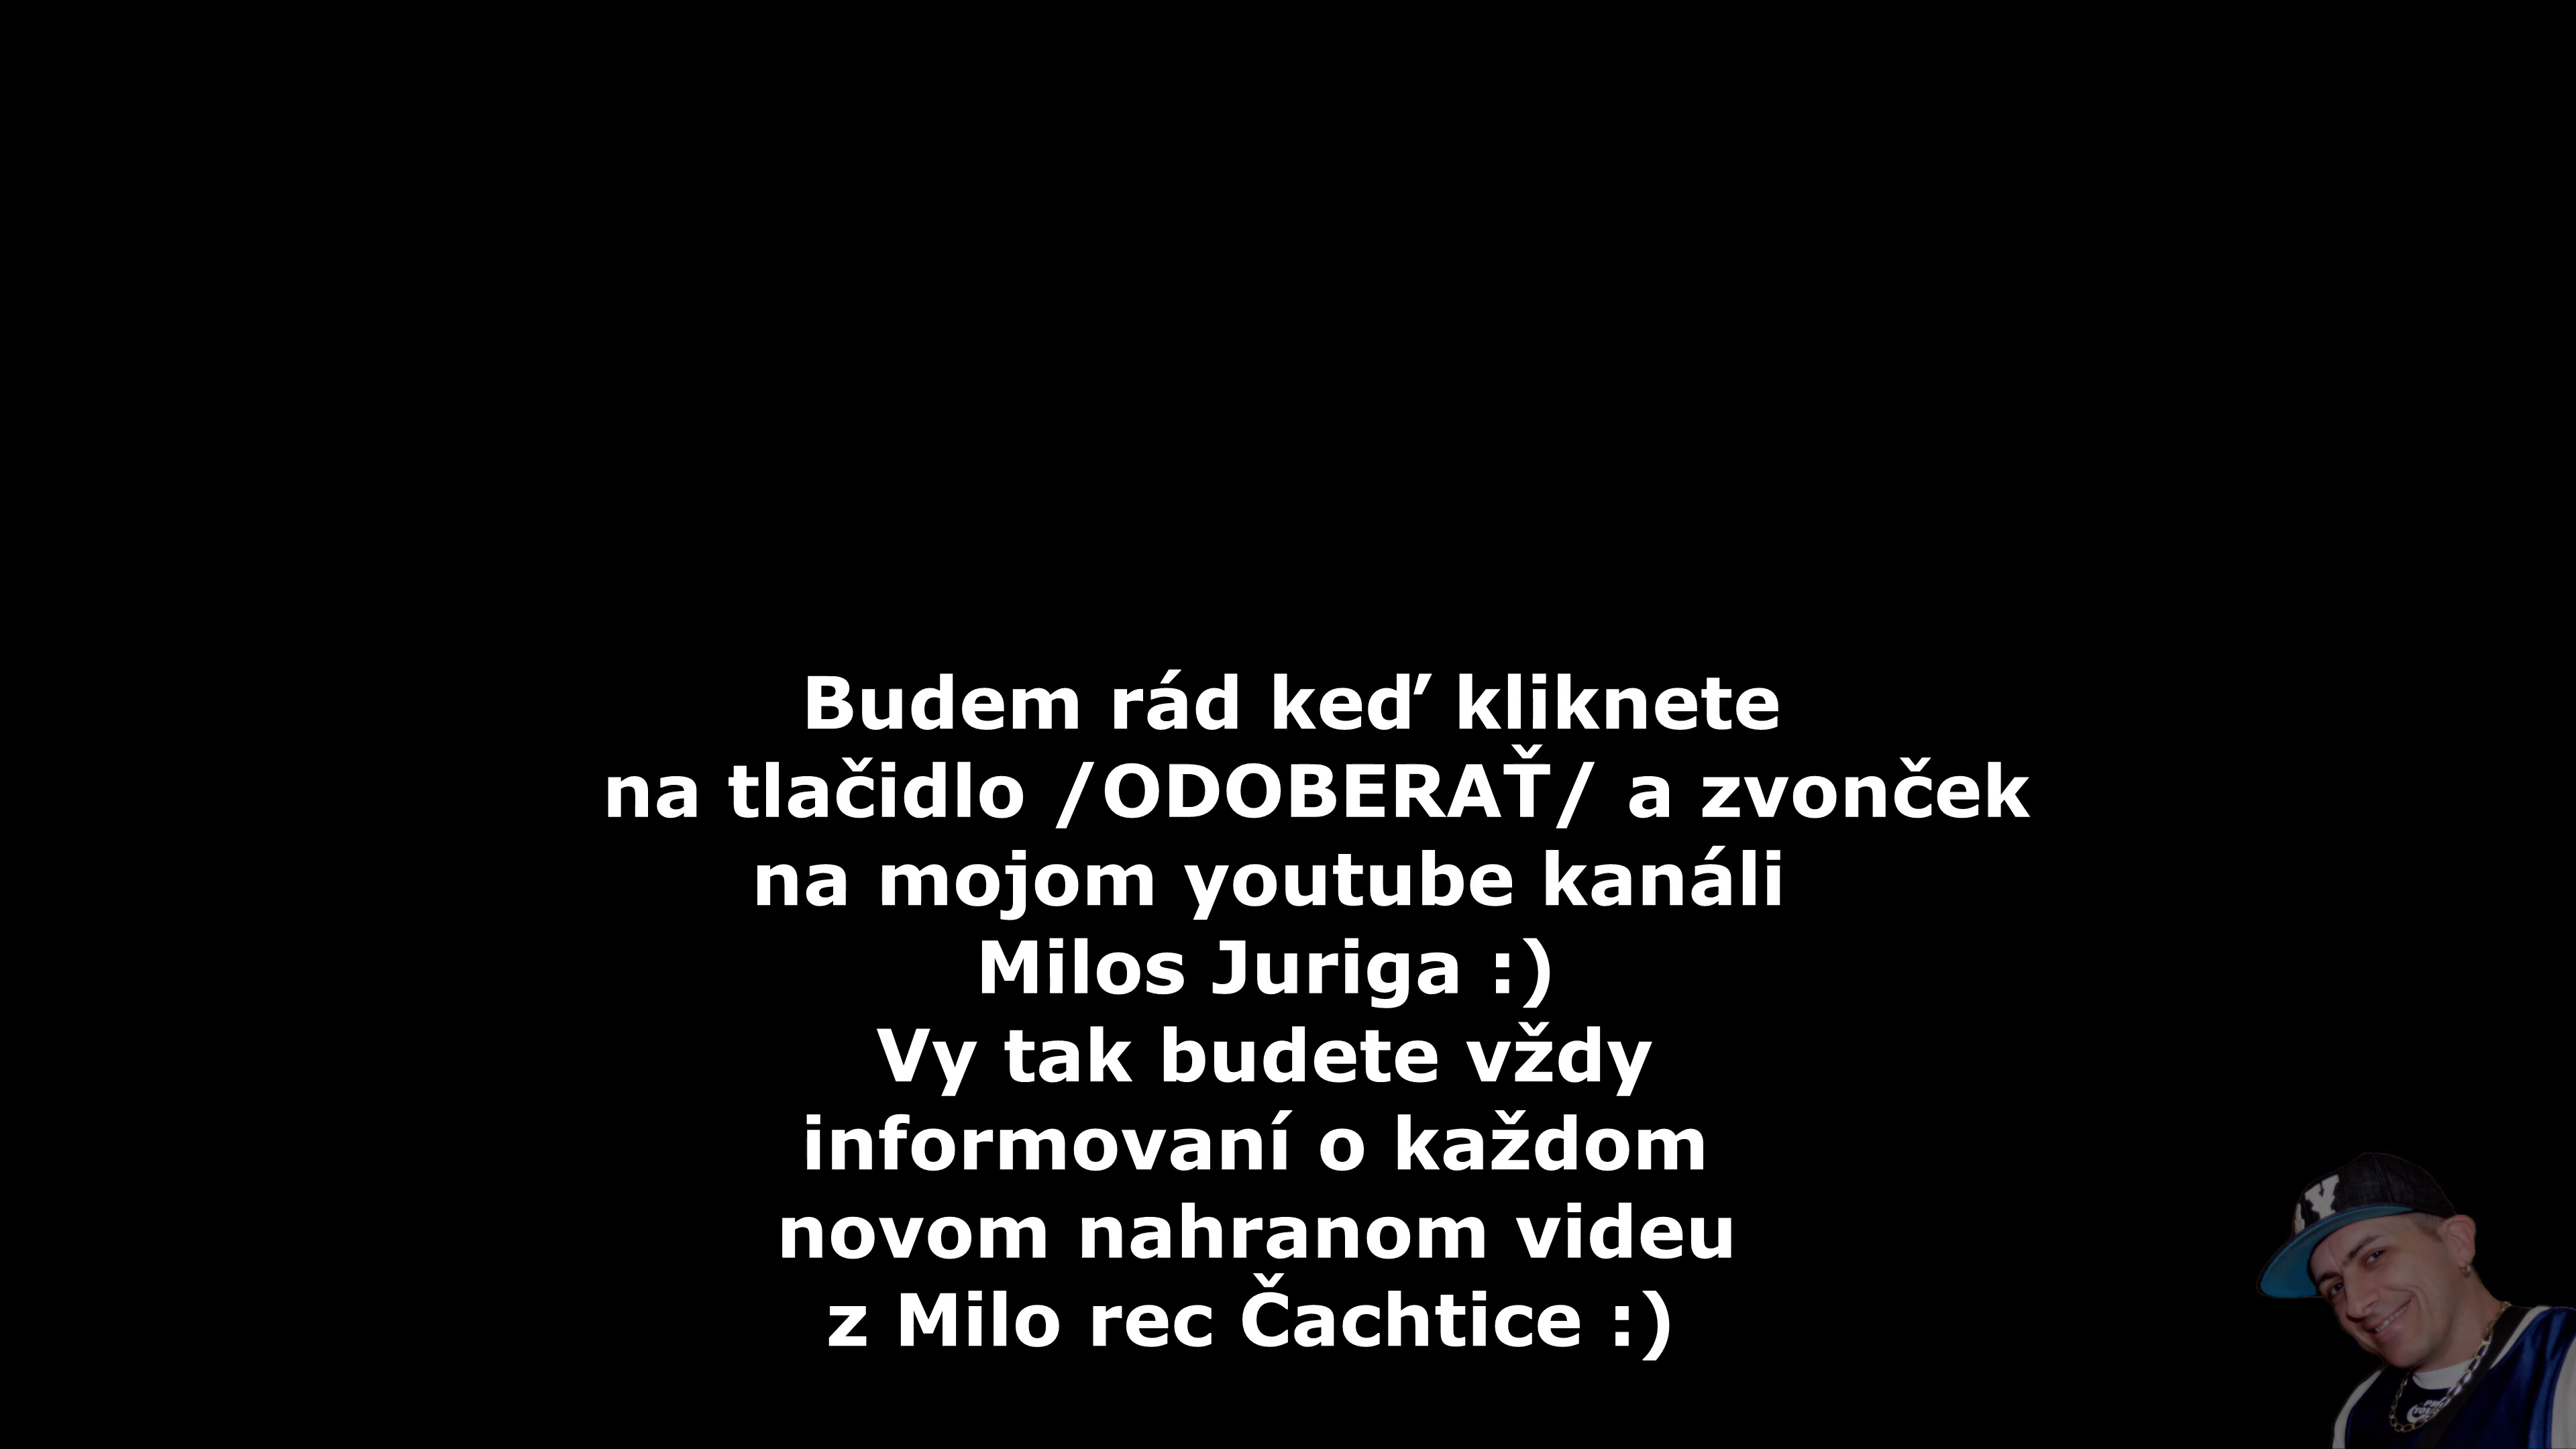 Budem rád keď kliknete
na tlačidlo /ODOBERAŤ/ a zvonček
na mojom youtube kanáli
Milos Juriga :)
Vy tak budete vždy
informovaní o každom
novom nahranom videu
z Milo rec Čachtice :)